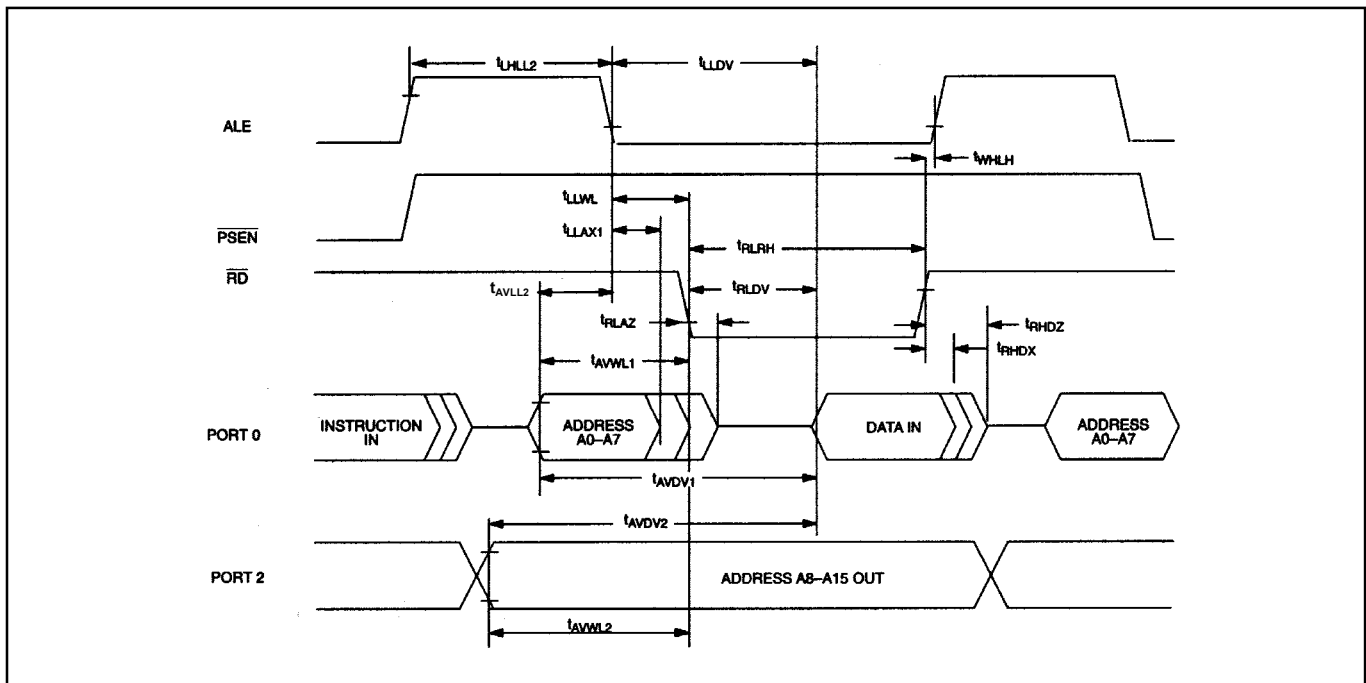 tLHLL2
tLLDV
ALE
tWHLH
tLLWL
PSEN
tLLAX1
tRLRH
RD
tAVLL2
tRLDV
tRLAZ
tRHDZ
tRHDX
tAVWL1
PORT 0
INSTRUCTION
IN
ADDRESS
A0–A7
DATA IN
ADDRESS
A0–A7
tAVDV1
tAVDV2
PORT 2
ADDRESS A8–A15 OUT
tAVWL2